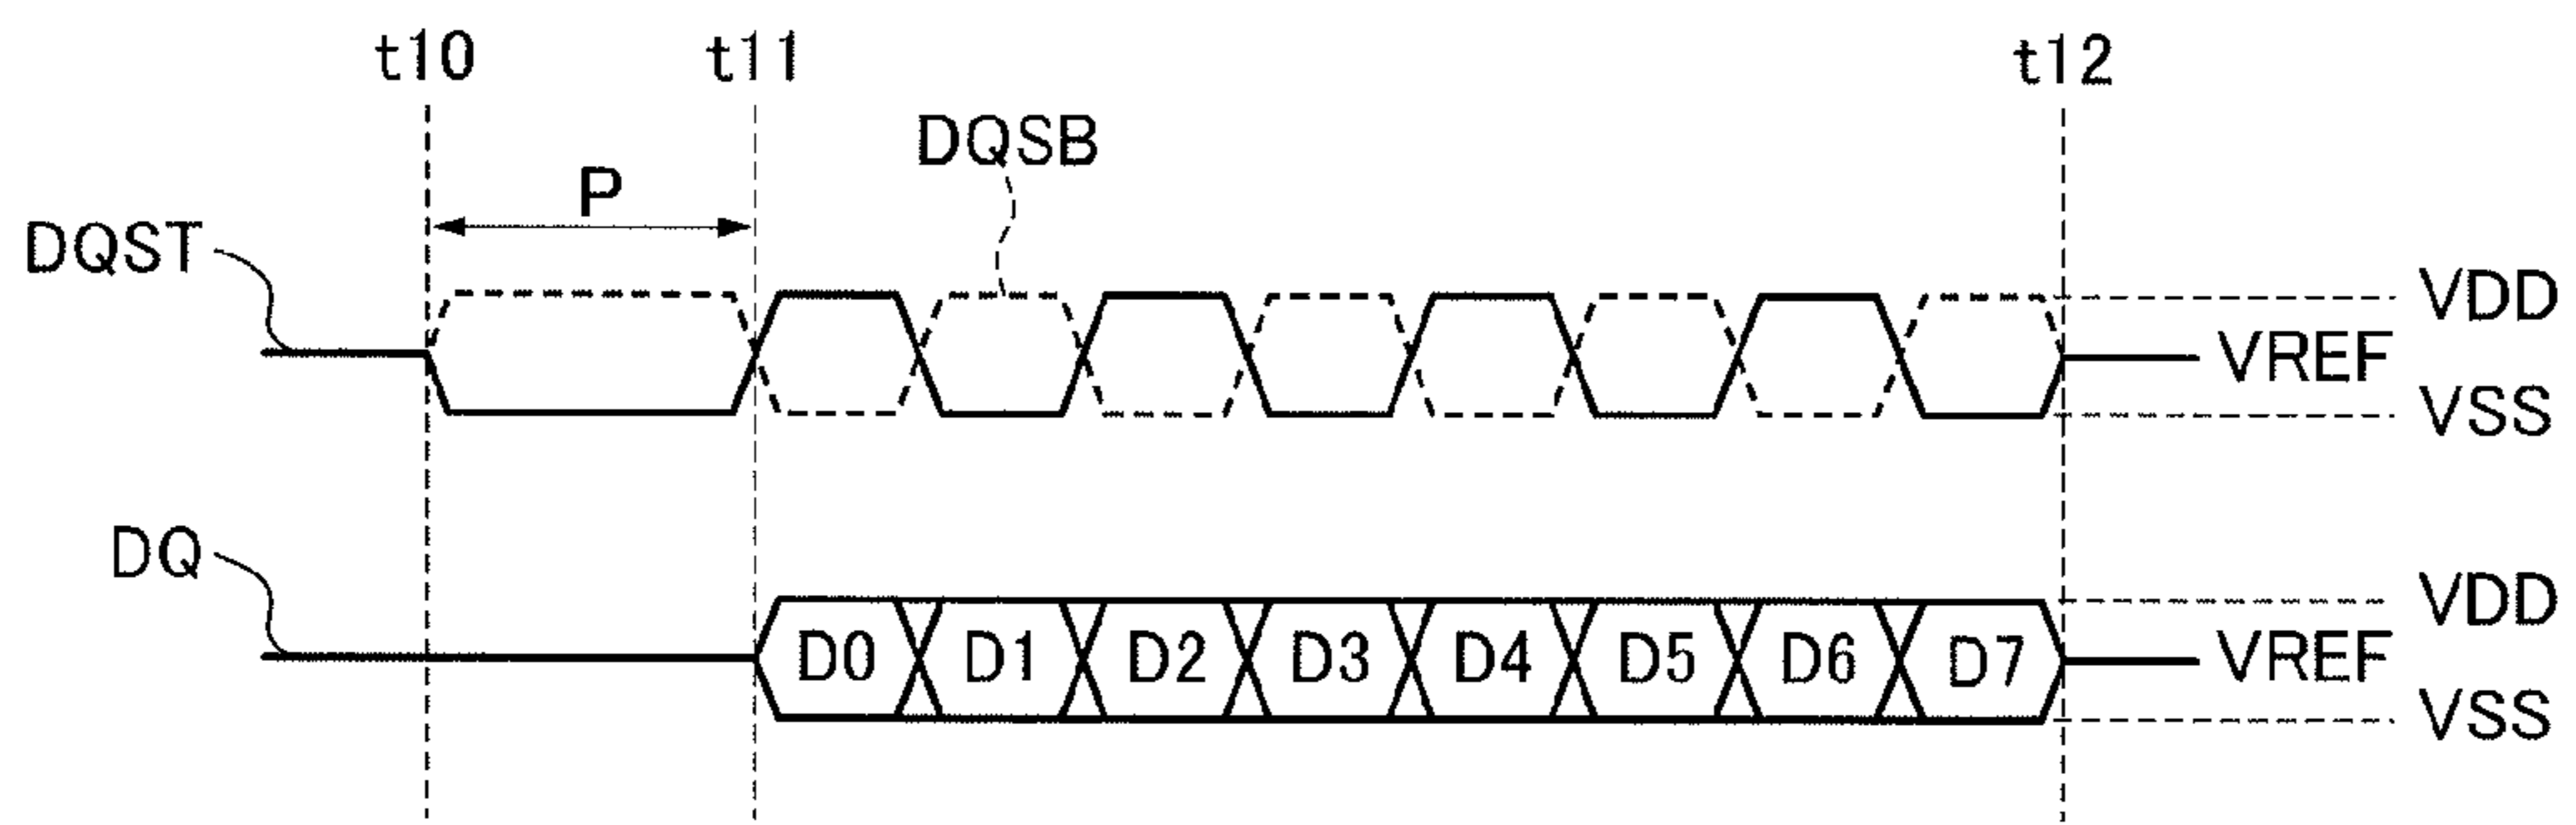 t10 t11 t12
DQSB
P
DQST
VDD
VREF
VSS
DQ
VDD
D0 D1 D2 D3 D4 D5 D6 D7 VREF
VSS